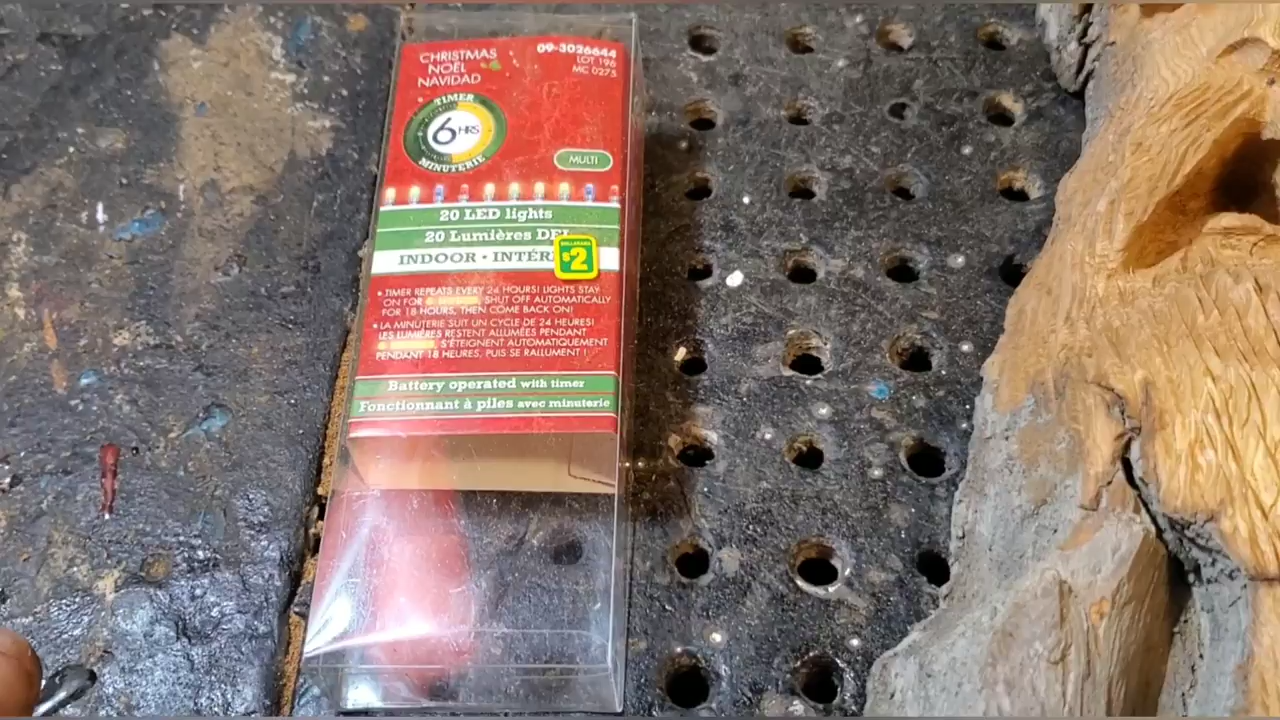 CHRISTMAS
NOËL
NAVIDAD
09-3026644
LOT 196
MC 0275
TIMER
6 HRS
MINUTERIE
MULTI
20 LED lights
20 Lumières DEL
INDOOR • INTÉR
DOLLARAMA
$2
• TIMER REPEATS EVERY 24 HOURS! LIGHTS STAY
ON FOR SHUT OFF AUTOMATICALLY
FOR 18 HOURS, THEN COME BACK ON!
• LA MINUTERIE SUIT UN CYCLE DE 24 HEURES!
LES LUMIÈRES RESTENT ALLUMÉES PENDANT
S'ÉTEIGNENT AUTOMATIQUEMENT
PENDANT 18 HEURES, PUIS SE RALLUMENT !
Battery operated with timer
Fonctionnant à piles avec minuterie